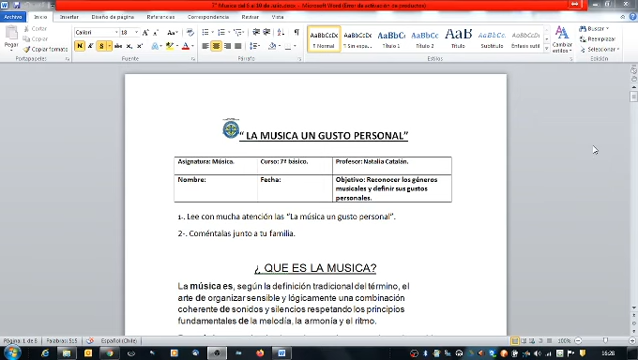 7° Musica del 6 al 10 de Microsoft Word (Error de activación de productos)
Archivo Inicio Insertar Diseño de página Referencias Correspondencia Revisar Vista
Pegar
Cortar
Copiar
Copiar formato
Portapapeles
Calibri 18
N S
Fuente
Párrafo
AaBbCcDc AaBbCcDc AaBbCc AaBbCc AaB AaBbCc AaBbCcDc
¶ Normal ¶ Sin espa... Título 1 Título 2 Título Subtítulo Énfasis sutil
Estilos
Cambiar estilos
Buscar
Reemplazar
Seleccionar
Edición
“ LA MUSICA UN GUSTO PERSONAL”
Asignatura: Música. Curso: 7º básico. Profesor: Natalia Catalán.
Nombre: Fecha: Objetivo: Reconocer los géneros
musicales y definir sus gustos
personales.
1-. Lee con mucha atención las “La música un gusto personal”.
2-. Coméntalas junto a tu familia.
¿ QUE ES LA MUSICA?
La música es, según la definición tradicional del término, el
arte de organizar sensible y lógicamente una combinación
coherente de sonidos y silencios respetando los principios
fundamentales de la melodía, la armonía y el ritmo.
Página: 1 de 5 Palabras: 515 Español (Chile) 100%
16:28